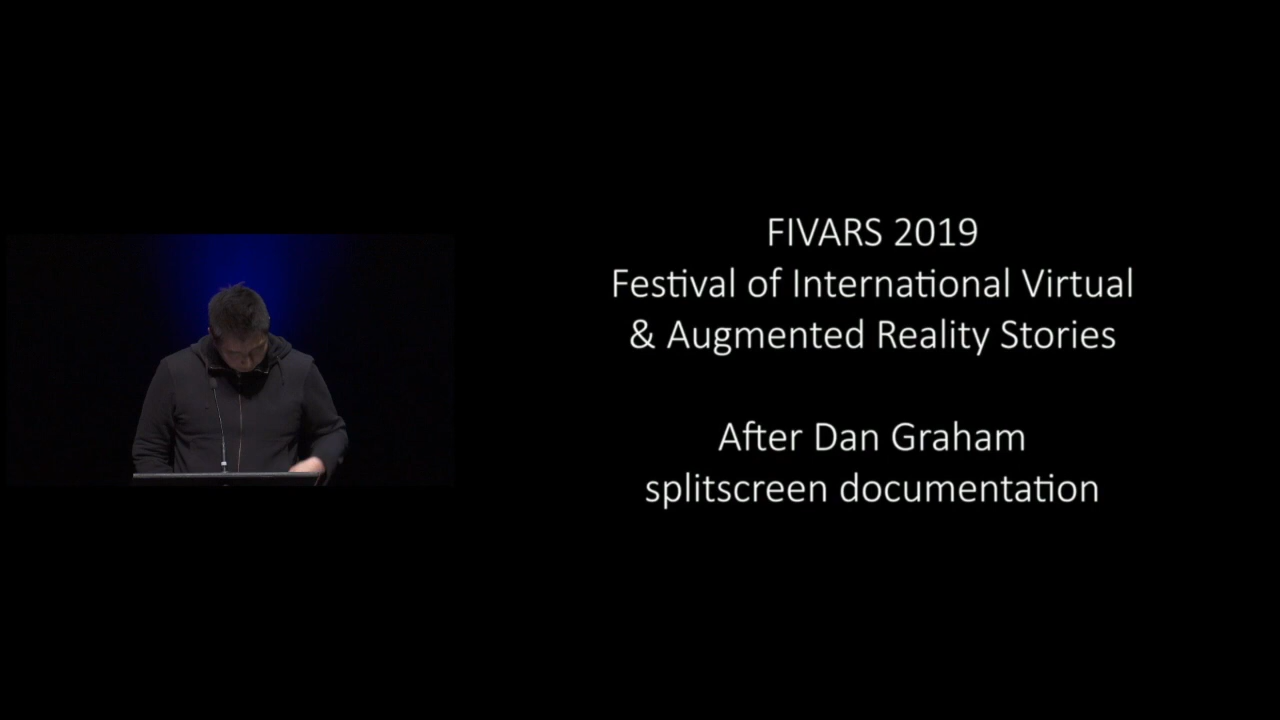 FIVARS 2019
Festival of International Virtual
& Augmented Reality Stories
After Dan Graham
splitscreen documentation